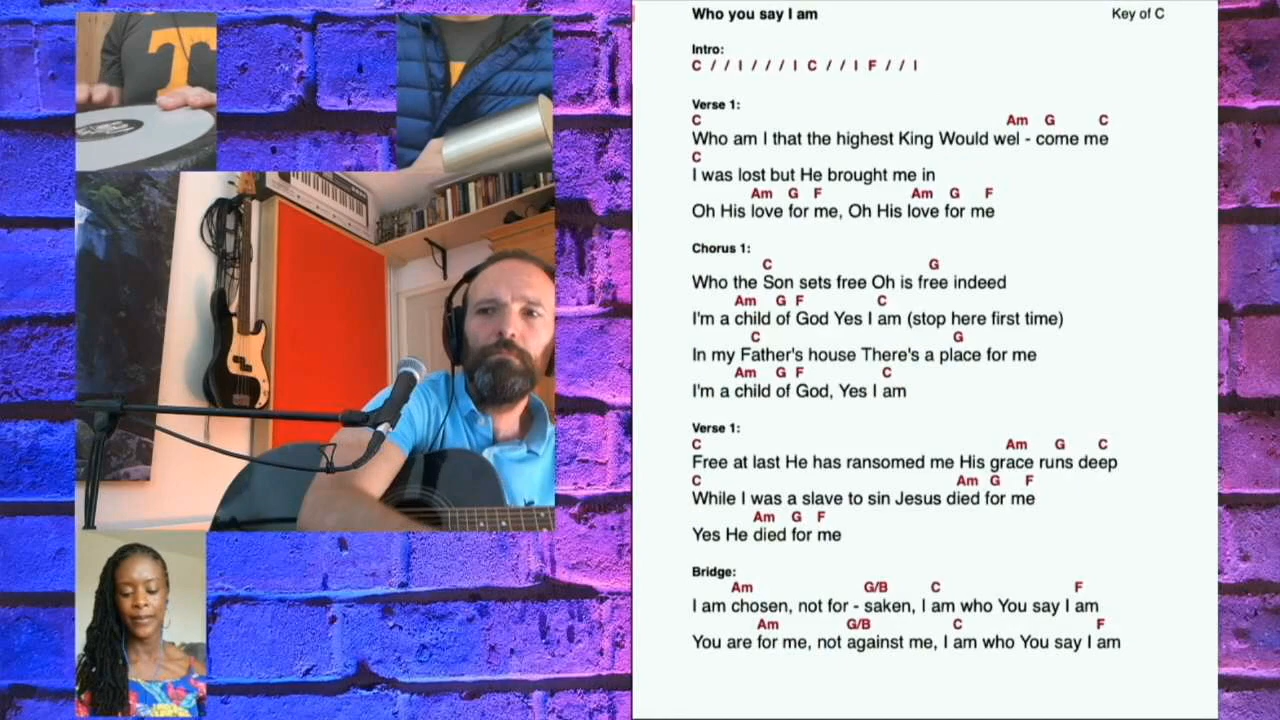 Who you say I am
Key of C
Intro:
C / / I / / / I C / / I F / / I
Verse 1:
C Am G C
Who am I that the highest King Would wel - come me
C
I was lost but He brought me in
Am G F Am G F
Oh His love for me, Oh His love for me
Chorus 1:
C G
Who the Son sets free Oh is free indeed
Am G F C
I'm a child of God Yes I am (stop here first time)
C G
In my Father's house There's a place for me
Am G F C
I'm a child of God, Yes I am
Verse 1:
C Am G C
Free at last He has ransomed me His grace runs deep
C Am G F
While I was a slave to sin Jesus died for me
Am G F
Yes He died for me
Bridge:
Am G/B C F
I am chosen, not for - saken, I am who You say I am
Am G/B C F
You are for me, not against me, I am who You say I am
T